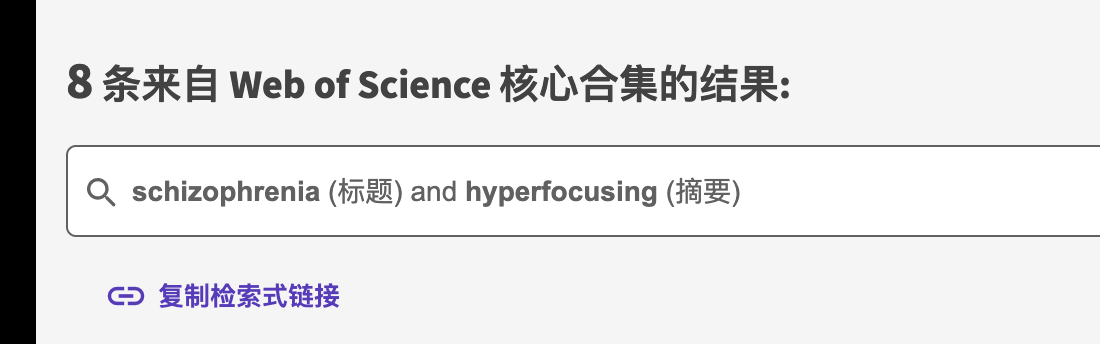 8 条来自 Web of Science 核心合集的结果:
schizophrenia (标题) and hyperfocusing (摘要)
复制检索式链接